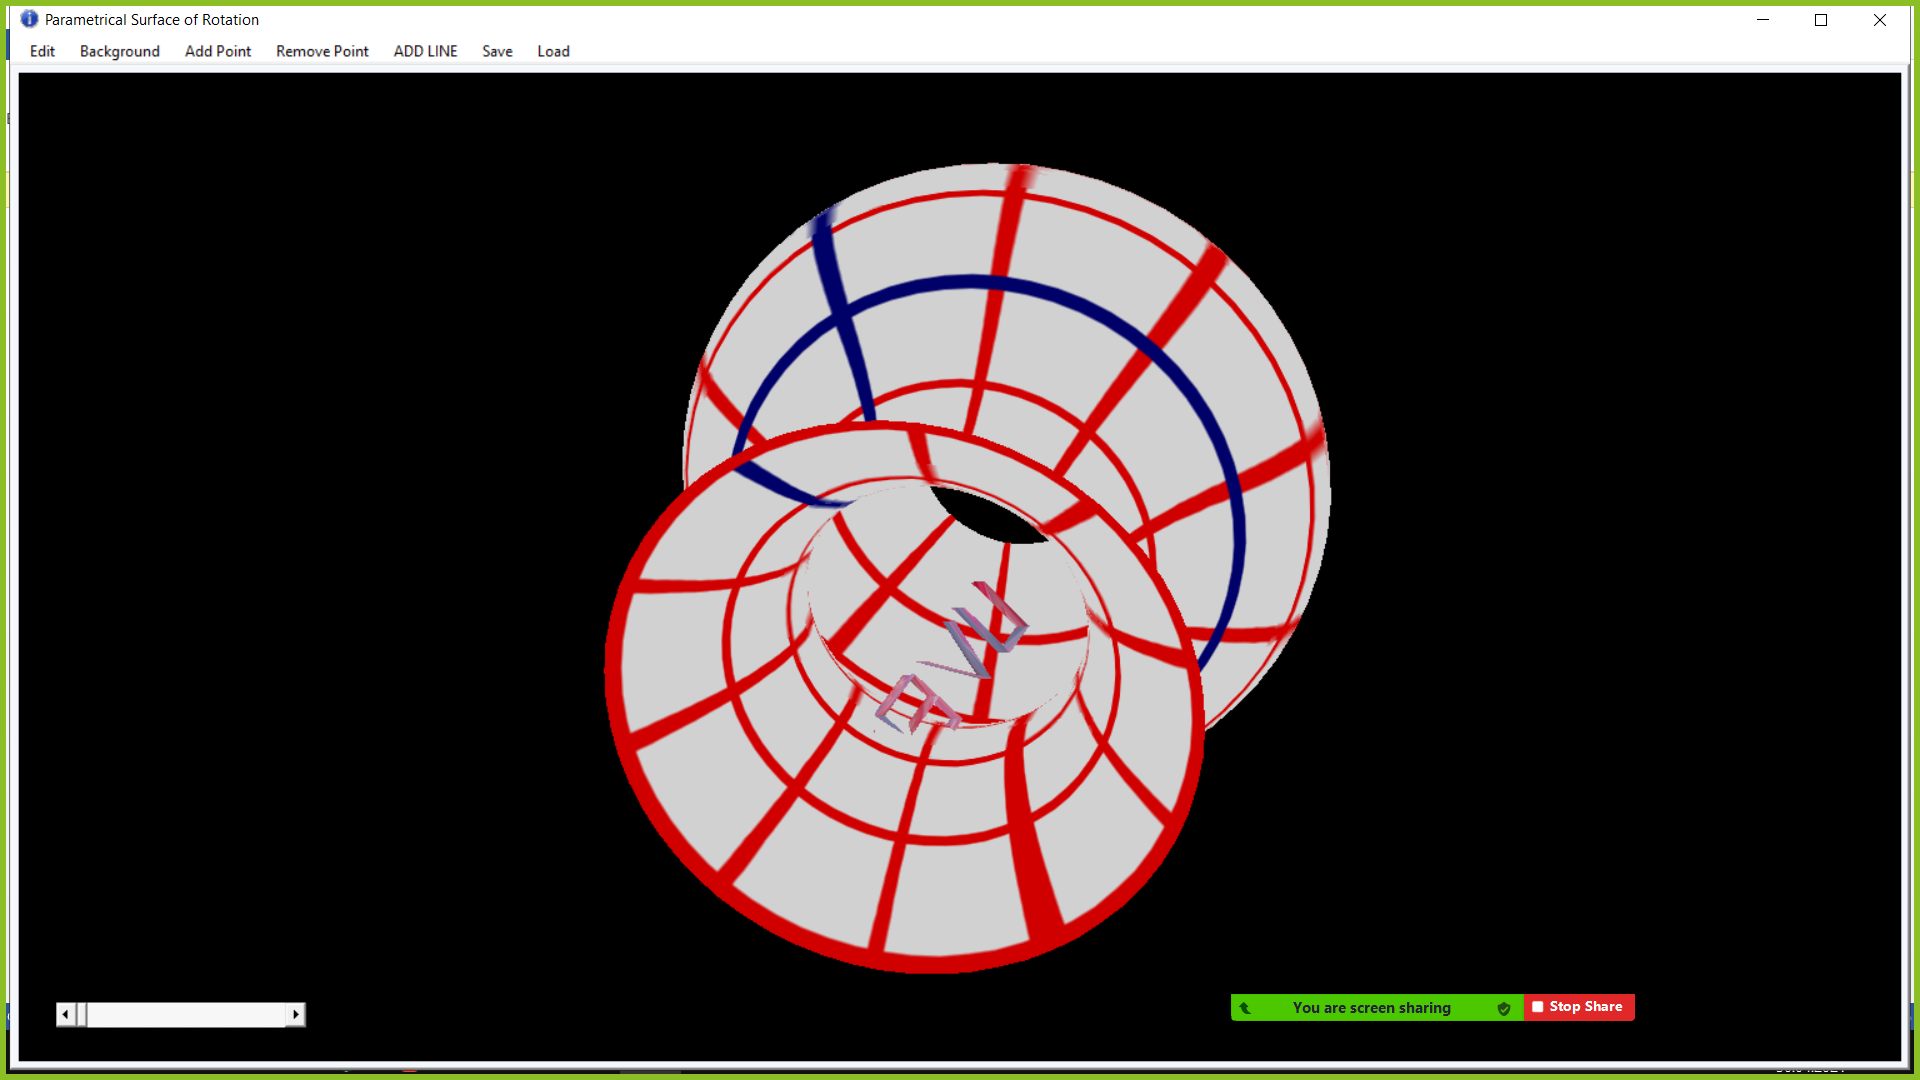 Parametrical Surface of Rotation
Edit Background Add Point Remove Point ADD LINE Save Load
You are screen sharing Stop Share